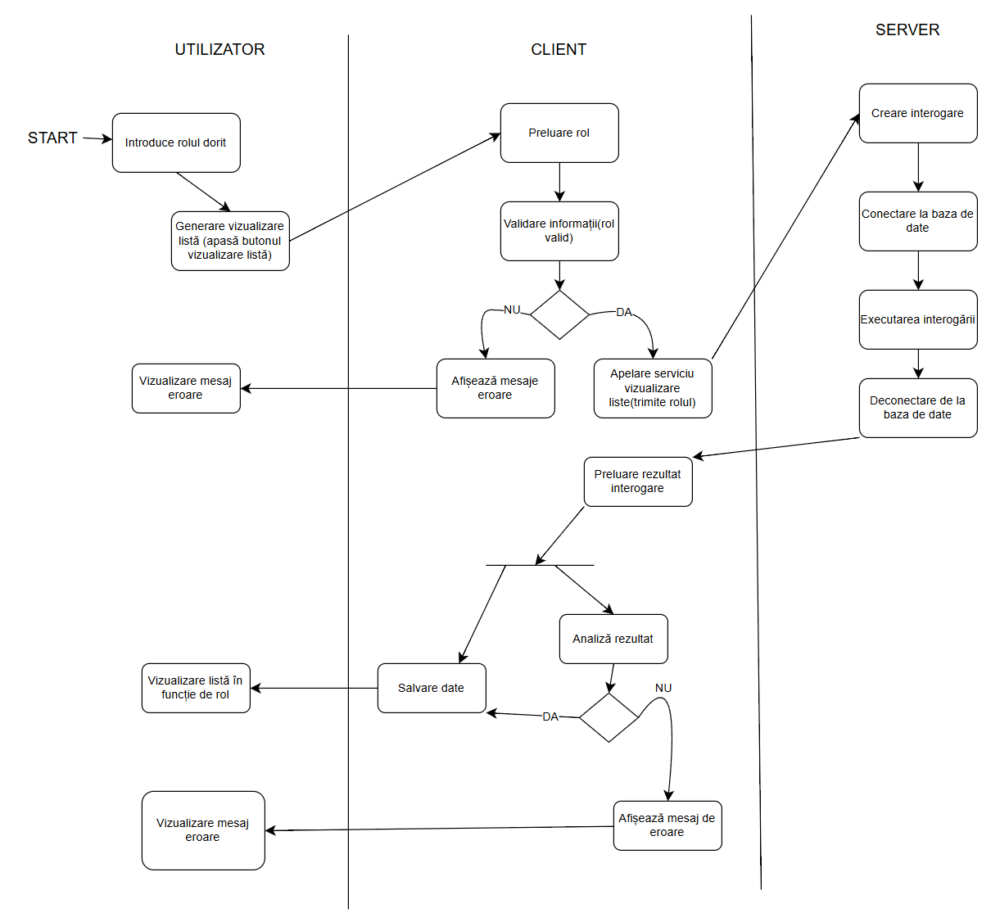 UTILIZATOR
CLIENT
SERVER
START
Introduce rolul dorit
Generare vizualizare
listă (apasă butonul
vizualizare listă)
Preluare rol
Validare informații(rol
valid)
NU
DA
Afișează mesaje
eroare
Apelare serviciu
vizualizare
liste(trimite rolul)
Vizualizare mesaj
eroare
Creare interogare
Conectare la baza de
date
Executarea interogării
Deconectare de la
baza de date
Preluare rezultat
interogare
Analiză rezultat
Salvare date
Vizualizare listă în
funcție de rol
DA
NU
Afișează mesaj de
eroare
Vizualizare mesaj
eroare